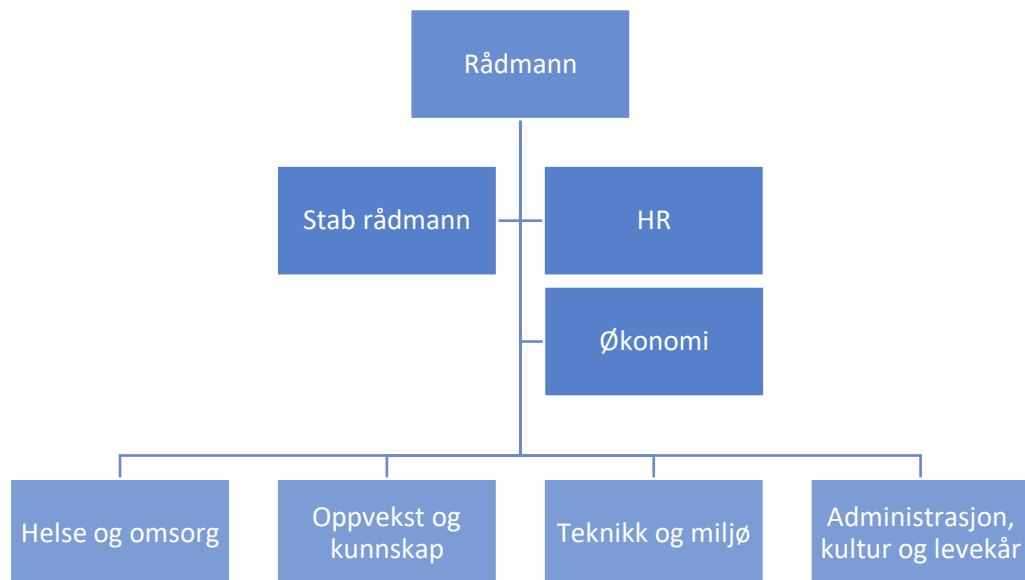 Rådmann
Stab rådmann
HR
Økonomi
Helse og omsorg
Oppvekst og
kunnskap
Teknikk og miljø
Administrasjon,
kultur og levekår